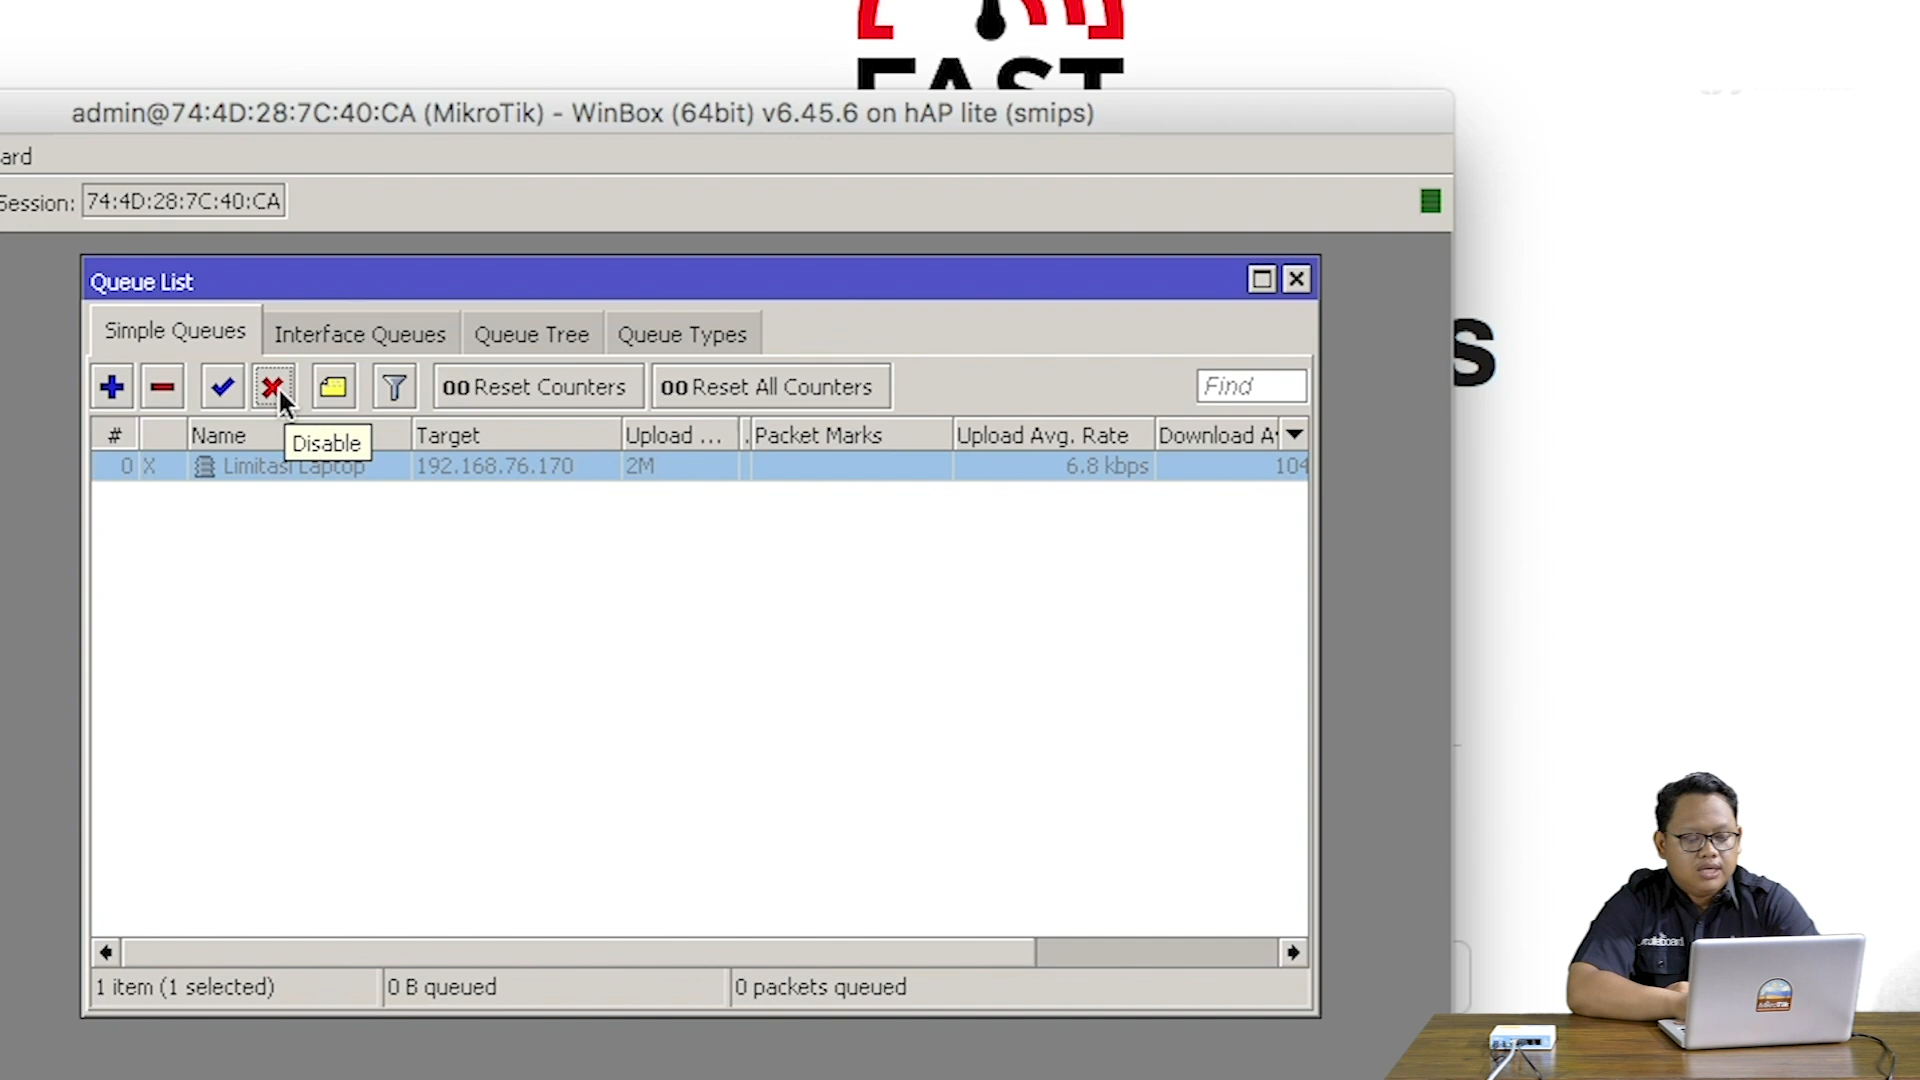 FAST
admin@74:4D:28:7C:40:CA (MikroTik) - WinBox (64bit) v6.45.6 on hAP lite (smips)
ard
Session: 74:4D:28:7C:40:CA
Queue List
Simple Queues Interface Queues Queue Tree Queue Types
00 Reset Counters 00 Reset All Counters Find
# Name Target Upload ... . Packet Marks Upload Avg. Rate Download A
Disable
0 X Limitasi Laptop 192.168.76.170 2M 6.8 kbps 104
s
1 item (1 selected) 0 B queued 0 packets queued